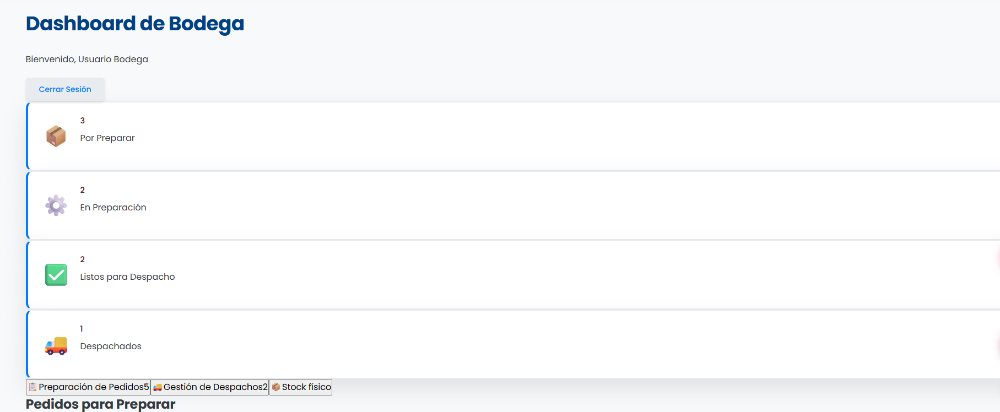 Dashboard de Bodega
Bienvenido, Usuario Bodega
Cerrar Sesión
3
Por Preparar
2
En Preparación
2
Listos para Despacho
1
Despachados
Preparación de Pedidos5 Gestión de Despachos2 Stock físico
Pedidos para Preparar